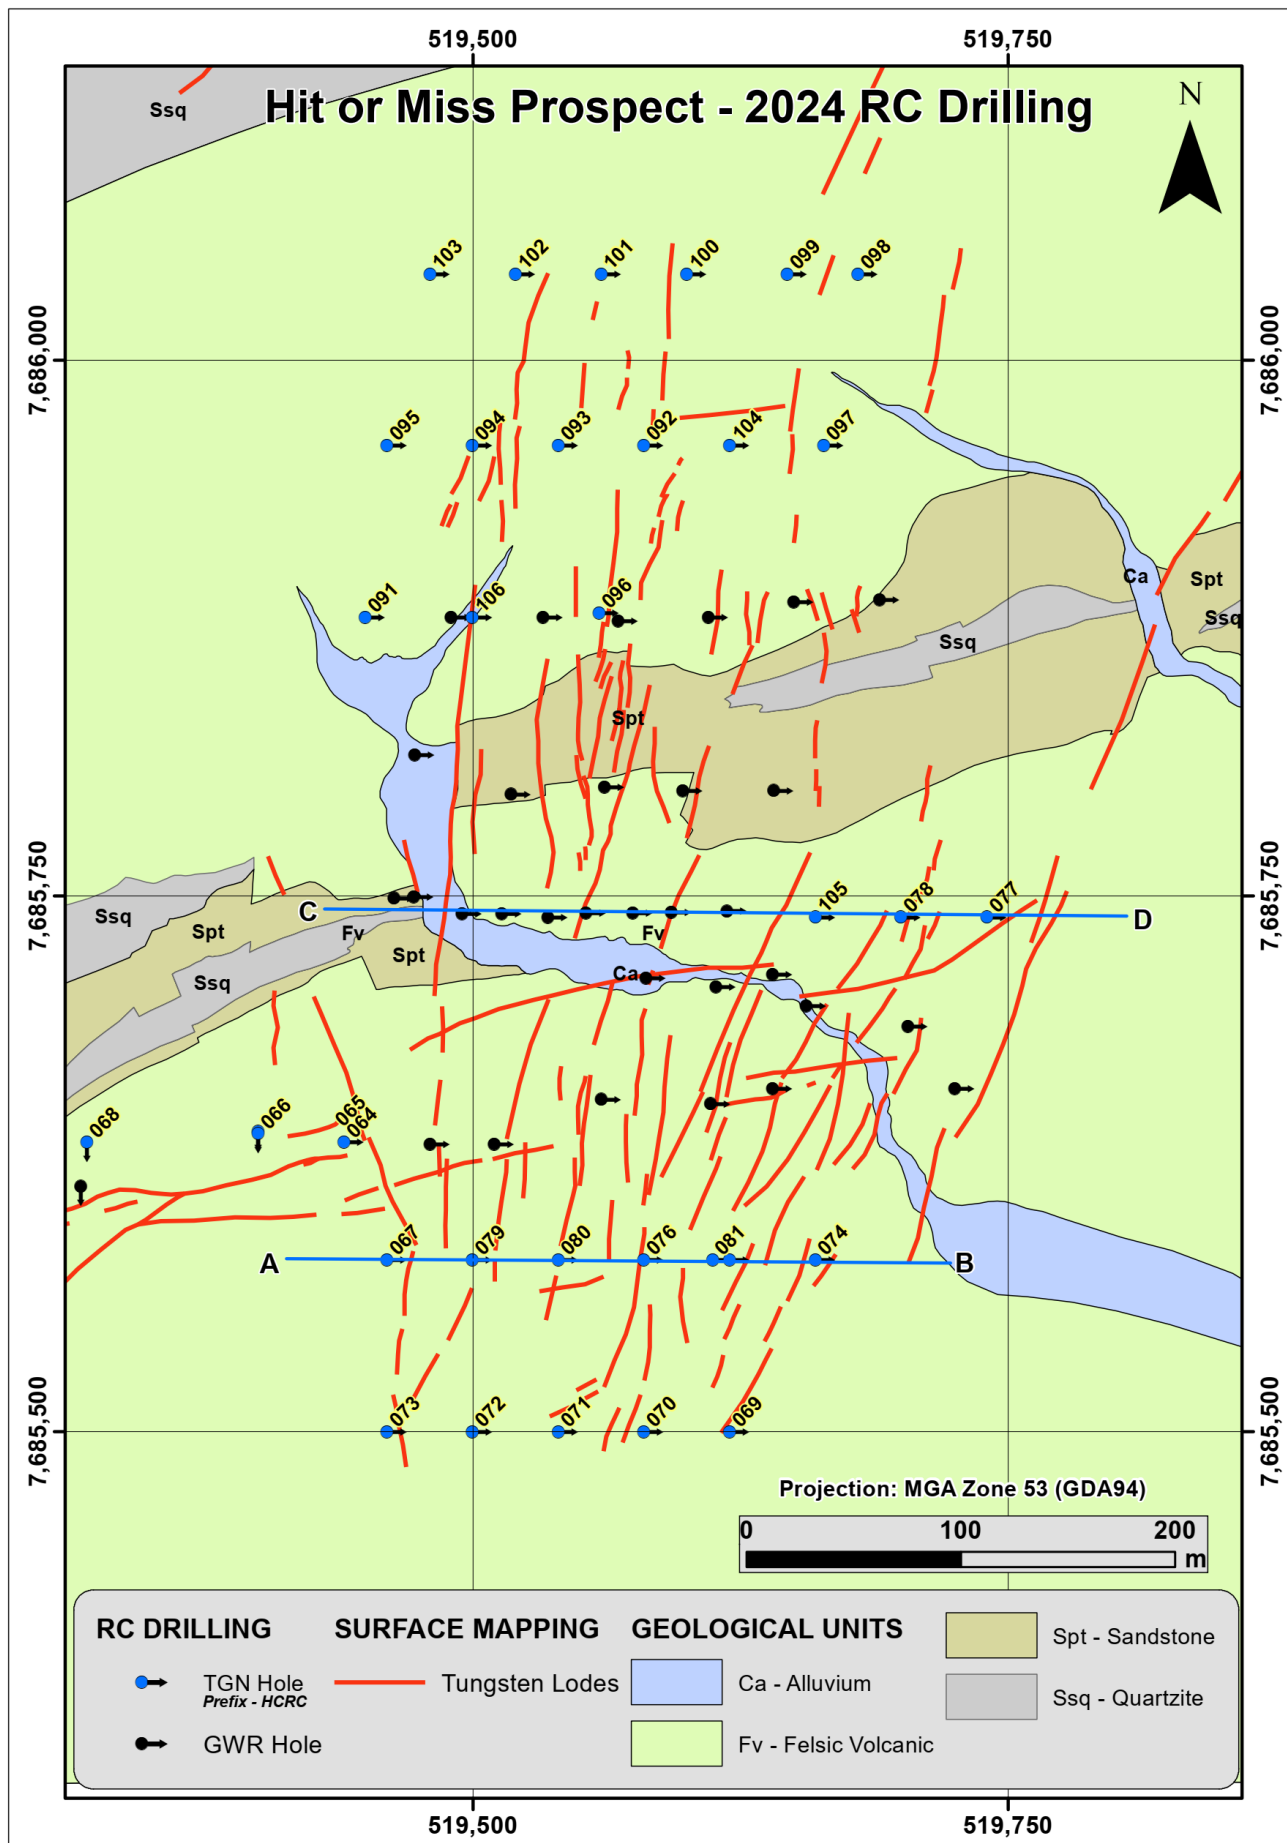 519,500
519,750
Hit or Miss Prospect - 2024 RC Drilling
N
Ssq
103
102
101
100
099
098
7,686,000
7,686,000
095
094
093
092
104
097
091
106
096
Ca
Spt
Ssq
Ssq
Spt
7,685,750
7,685,750
C
105
078
077
D
Ssq
Spt
Fv
Fv
Spt
Ca
Ssq
068
066
065
064
A
067
079
080
076
081
074
B
7,685,500
7,685,500
073
072
071
070
069
Projection: MGA Zone 53 (GDA94)
0 100 200
m
RC DRILLING
TGN Hole
Prefix - HCRC
GWR Hole
SURFACE MAPPING
Tungsten Lodes
GEOLOGICAL UNITS
Ca - Alluvium
Fv - Felsic Volcanic
Spt - Sandstone
Ssq - Quartzite
519,500
519,750